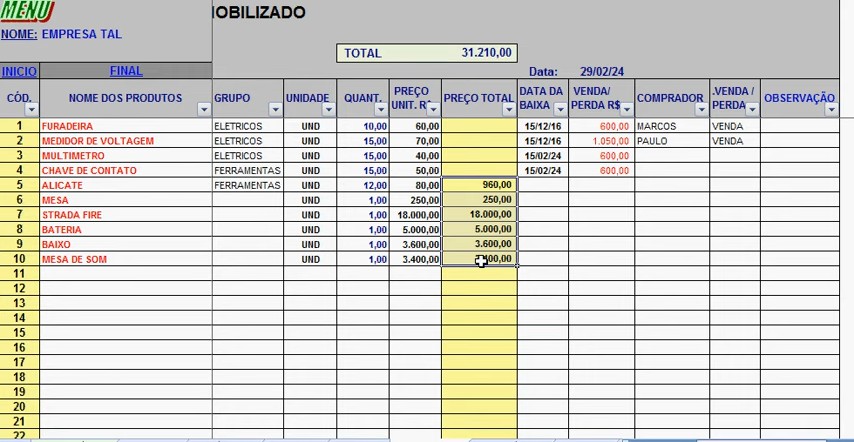 MENU
OBILIZADO
NOME: EMPRESA TAL
TOTAL 31.210,00
INICIO FINAL Data: 29/02/24
CÓD. NOME DOS PRODUTOS GRUPO UNIDADE QUANT. PREÇO UNIT. R$ PREÇO TOTAL DATA DA BAIXA VENDA/ PERDA R$ COMPRADOR .VENDA / PERDA OBSERVAÇÃO
1 FURADEIRA ELETRICOS UND 10,00 60,00 15/12/16 600,00 MARCOS VENDA
2 MEDIDOR DE VOLTAGEM ELETRICOS UND 15,00 70,00 15/12/16 1.050,00 PAULO VENDA
3 MULTIMETRO ELETRICOS UND 15,00 40,00 15/02/24 600,00
4 CHAVE DE CONTATO FERRAMENTAS UND 15,00 50,00 15/02/24 600,00
5 ALICATE FERRAMENTAS UND 12,00 80,00 960,00
6 MESA UND 1,00 250,00 250,00
7 STRADA FIRE UND 1,00 18.000,00 18.000,00
8 BATERIA UND 1,00 5.000,00 5.000,00
9 BAIXO UND 1,00 3.600,00 3.600,00
10 MESA DE SOM UND 1,00 3.400,00
11
12
13
14
15
16
17
18
19
20
21
22